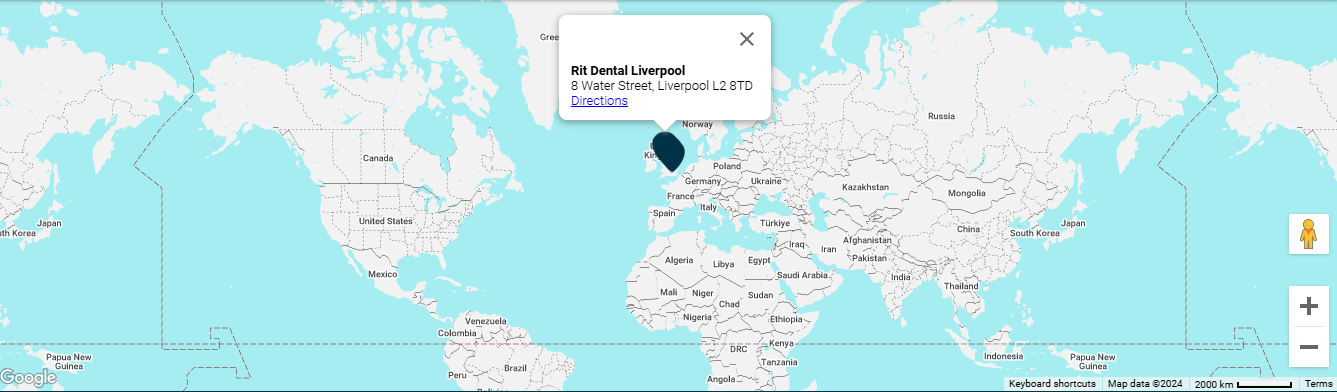 Gree
Rit Dental Liverpool
8 Water Street, Liverpool L2 8TD
Directions
Norway
Russia
Canada
Kin
Poland
Germany
Ukraine
Kazakhstan
Mongolia
France
Italy
Spain
Japan
South Korea
United States
Türkiye
China
South Korea
Japan
Iraq
Iran
Afghanistan
Pakistan
Algeria
Libya
Egypt
Saudi Arabia
India
Mexico
Mali
Niger
Chad
Sudan
Thailand
Venezuela
Colombia
Nigeria
Ethiopia
DRC
Kenya
Tanzania
Papua New
Guinea
Indonesia
Papua New
Guinea
Peru
Brazil
Angola
Google
Keyboard shortcuts
Map data ©2024
2000 km
Terms